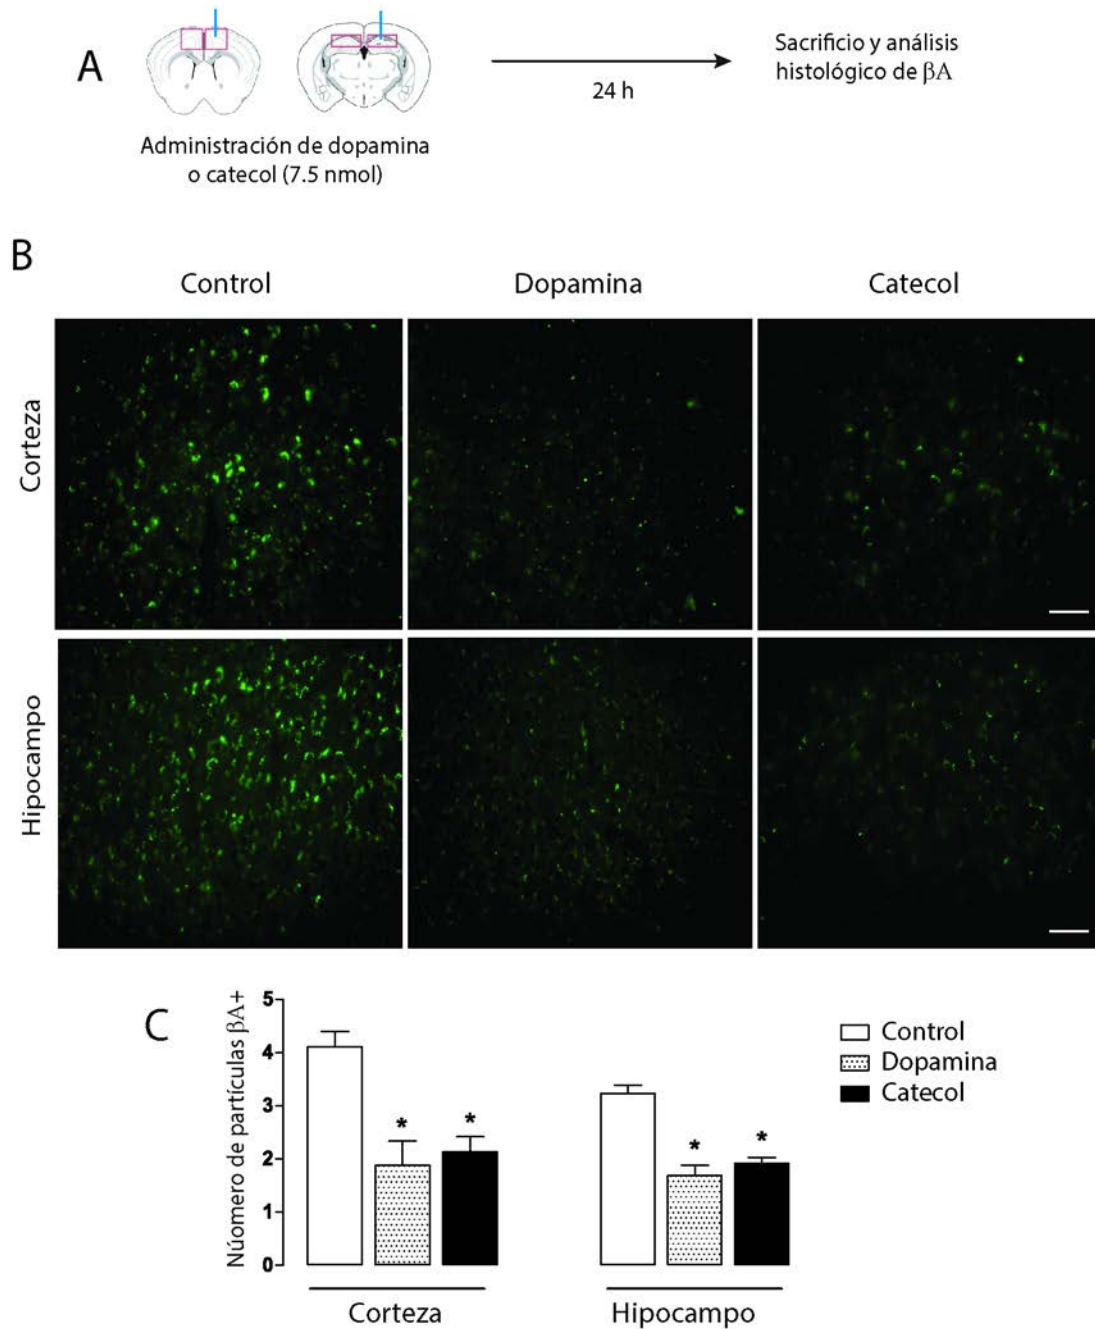 A
Administración de dopamina
o catecol (7.5 nmol)
24 h
Sacrificio y análisis
histológico de βA
B
Control
Dopamina
Catecol
Corteza
Hipocampo
C
Núomero de partículas βA+
5
4
3
2
1
0
*
*
*
*
Corteza
Hipocampo
Control
Dopamina
Catecol